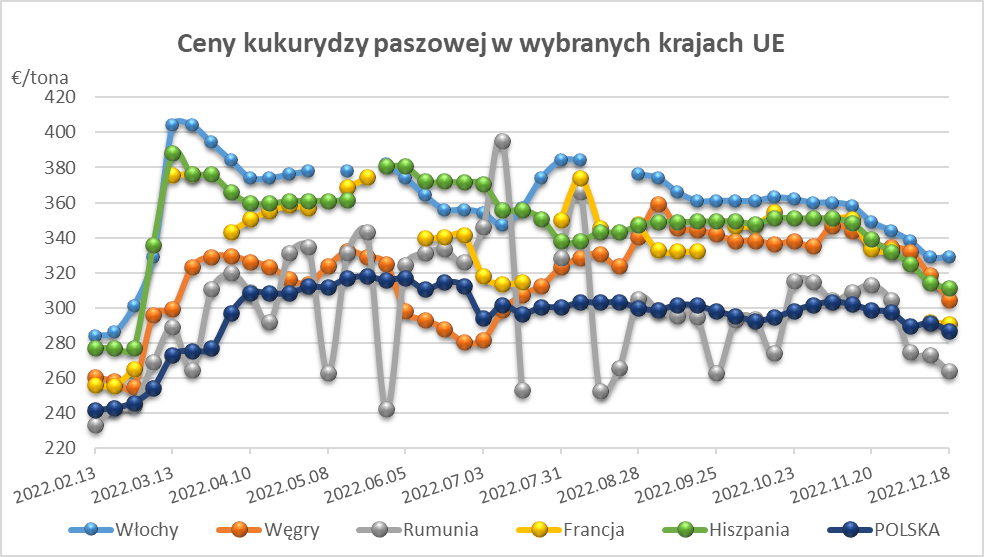 Ceny kukurydzy paszowej w wybranych krajach UE
€/tona
420
400
380
360
340
320
300
280
260
240
220
2022.02.13 2022.03.13 2022.04.10 2022.05.08 2022.06.05 2022.07.03 2022.07.31 2022.08.28 2022.09.25 2022.10.23 2022.11.20 2022.12.18
Włochy Węgry Rumunia Francja Hiszpania POLSKA